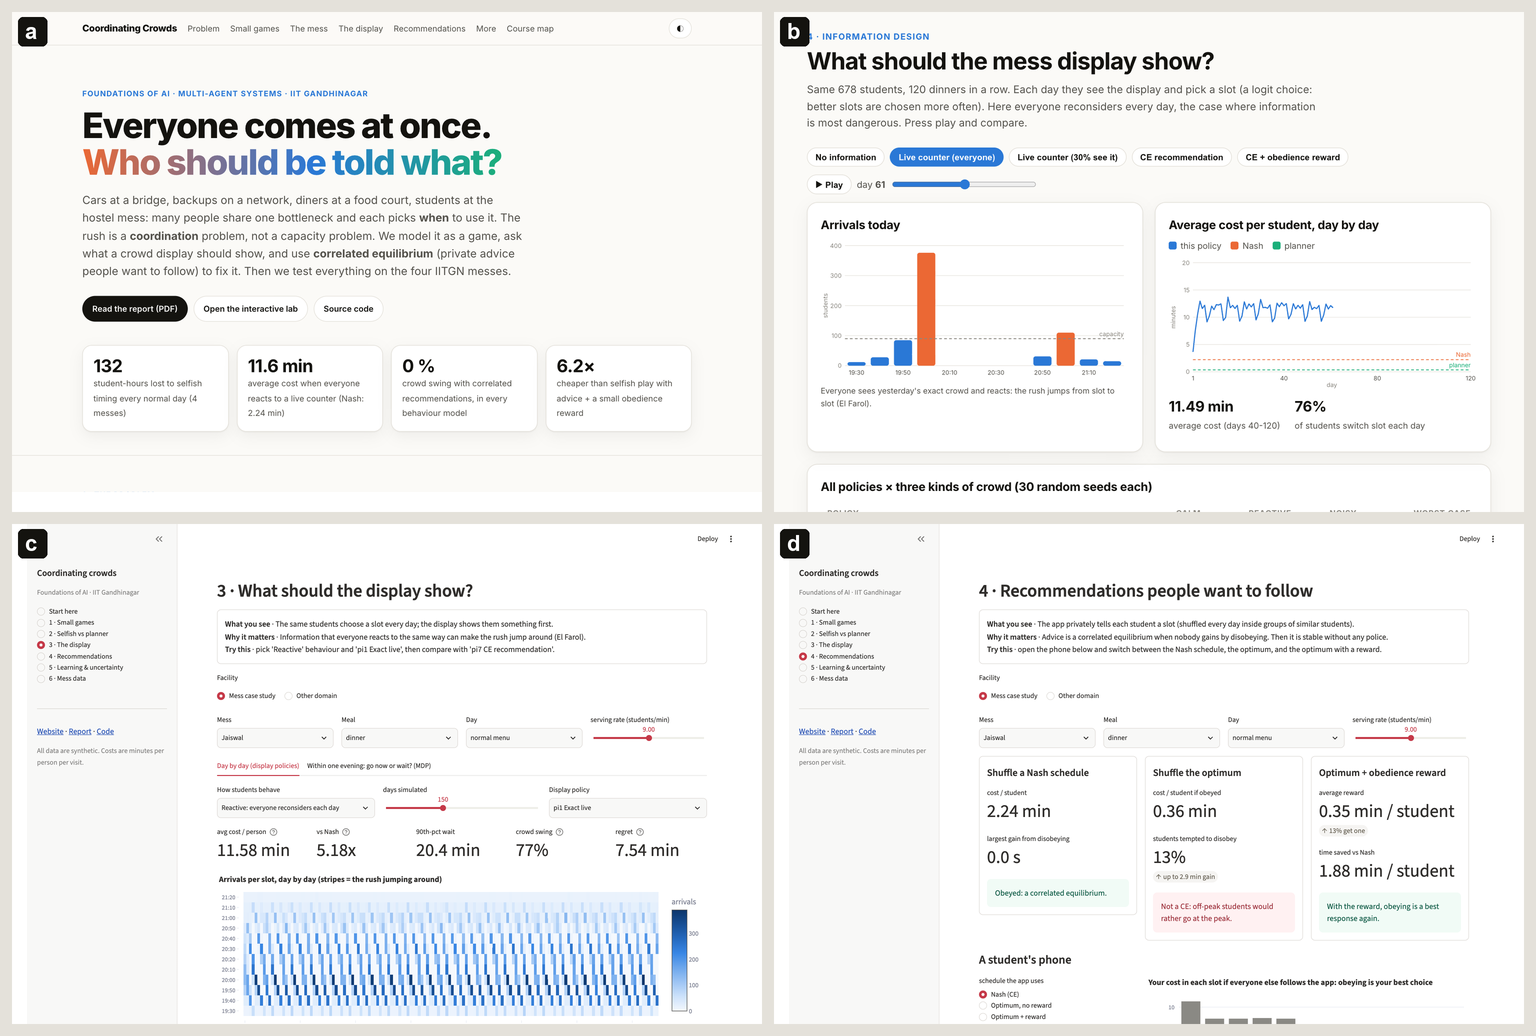 a
Coordinating Crowds
Problem
Small games
The mess
The display
Recommendations
More
Course map
FOUNDATIONS OF AI · MULTI-AGENT SYSTEMS · IIT GANDHINAGAR
Everyone comes at once.
Who should be told what?
Cars at a bridge, backups on a network, diners at a food court, students at the
hostel mess: many people share one bottleneck and each picks when to use it. The
rush is a coordination problem, not a capacity problem. We model it as a game, ask
what a crowd display should show, and use correlated equilibrium (private advice
people want to follow) to fix it. Then we test everything on the four IITGN messes.
Read the report (PDF)
Open the interactive lab
Source code
132
student-hours lost to selfish
timing every normal day (4
messes)
11.6 min
average cost when everyone
reacts to a live counter (Nash:
2.24 min)
0 %
crowd swing with correlated
recommendations, in every
behaviour model
6.2×
cheaper than selfish play with
advice + a small obedience
reward
b
· INFORMATION DESIGN
What should the mess display show?
Same 678 students, 120 dinners in a row. Each day they see the display and pick a slot (a logit choice:
better slots are chosen more often). Here everyone reconsiders every day, the case where information
is most dangerous. Press play and compare.
No information
Live counter (everyone)
Live counter (30% see it)
CE recommendation
CE + obedience reward
▶ Play
day 61
Arrivals today
400
300
200
100
0
students
capacity
19:30
19:50
20:10
20:30
20:50
21:10
Everyone sees yesterday's exact crowd and reacts: the rush jumps from slot to
slot (El Farol).
Average cost per student, day by day
this policy
Nash
planner
20
15
10
5
0
minutes
Nash
planner
1
40
80
120
day
11.49 min
average cost (days 40-120)
76%
of students switch slot each day
All policies × three kinds of crowd (30 random seeds each)
c
«
Deploy
Coordinating crowds
Foundations of AI · IIT Gandhinagar
Start here
1 · Small games
2 · Selfish vs planner
3 · The display
4 · Recommendations
5 · Learning & uncertainty
6 · Mess data
Website · Report · Code
All data are synthetic. Costs are minutes per
person per visit.
3 · What should the display show?
What you see · The same students choose a slot every day; the display shows them something first.
Why it matters · Information that everyone reacts to the same way can make the rush jump around (El Farol).
Try this · pick 'Reactive' behaviour and 'pi1 Exact live', then compare with 'pi7 CE recommendation'.
Facility
Mess case study
Other domain
Mess
Meal
Day
serving rate (students/min)
Jaiswal
dinner
normal menu
9.00
Day by day (display policies)
Within one evening: go now or wait? (MDP)
How students behave
days simulated
Display policy
Reactive: everyone reconsiders each day
150
pi1 Exact live
avg cost / person
vs Nash
90th-pct wait
crowd swing
regret
11.58 min
5.18x
20.4 min
77%
7.54 min
Arrivals per slot, day by day (stripes = the rush jumping around)
21:20
21:10
21:00
20:50
20:40
20:30
20:20
20:10
20:00
19:50
19:40
19:30
arrivals
300
200
100
0
d
«
Deploy
Coordinating crowds
Foundations of AI · IIT Gandhinagar
Start here
1 · Small games
2 · Selfish vs planner
3 · The display
4 · Recommendations
5 · Learning & uncertainty
6 · Mess data
Website · Report · Code
All data are synthetic. Costs are minutes per
person per visit.
4 · Recommendations people want to follow
What you see · The app privately tells each student a slot (shuffled every day inside groups of similar students).
Why it matters · Advice is a correlated equilibrium when nobody gains by disobeying. Then it is stable without any police.
Try this · open the phone below and switch between the Nash schedule, the optimum, and the optimum with a reward.
Facility
Mess case study
Other domain
Mess
Meal
Day
serving rate (students/min)
Jaiswal
dinner
normal menu
9.00
Shuffle a Nash schedule
cost / student
2.24 min
largest gain from disobeying
0.0 s
Obeyed: a correlated equilibrium.
Shuffle the optimum
cost / student if obeyed
0.36 min
students tempted to disobey
13%
↑ up to 2.9 min gain
Not a CE: off-peak students would
rather go at the peak.
Optimum + obedience reward
average reward
0.35 min / student
↑ 13% get one
time saved vs Nash
1.88 min / student
With the reward, obeying is a best
response again.
A student's phone
schedule the app uses
Nash (CE)
Optimum, no reward
Optimum + reward
Your cost in each slot if everyone else follows the app: obeying is your best choice
10